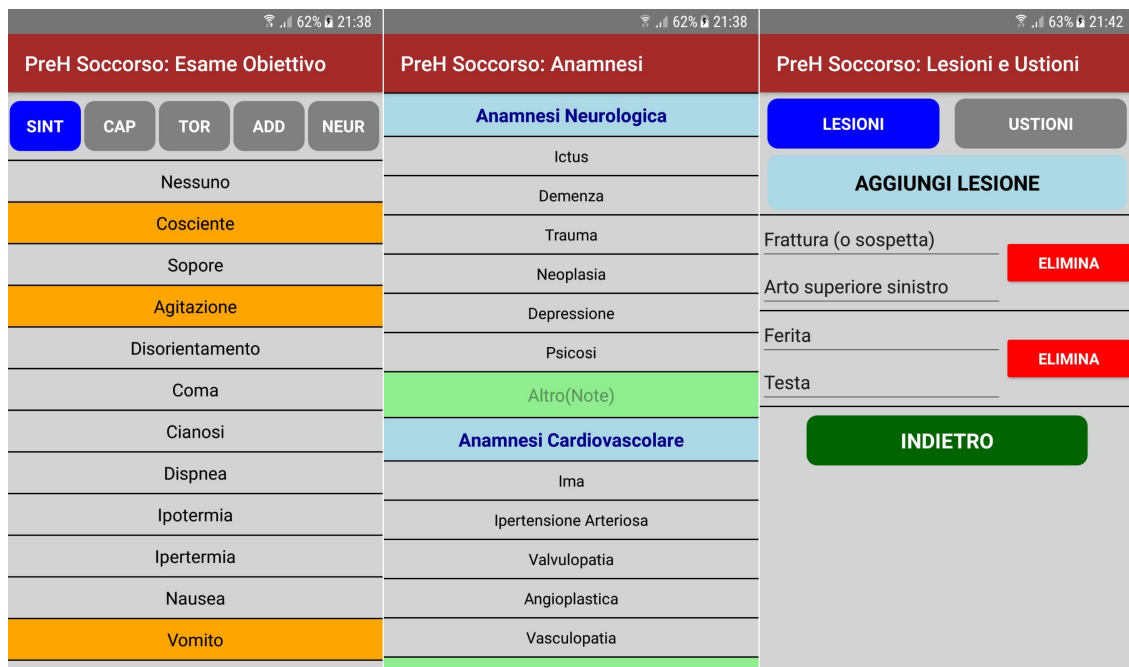 62% 21:38
PreH Soccorso: Esame Obiettivo
SINT CAP TOR ADD NEUR
Nessuno
Cosciente
Sopore
Agitazione
Disorientamento
Coma
Cianosi
Dispnea
Ipotermia
Ipertermia
Nausea
Vomito
62% 21:38
PreH Soccorso: Anamnesi
Anamnesi Neurologica
Ictus
Demenza
Trauma
Neoplasia
Depressione
Psicosi
Altro(Note)
Anamnesi Cardiovascolare
Ima
Ipertensione Arteriosa
Valvulopatia
Angioplastica
Vasculopatia
63% 21:42
PreH Soccorso: Lesioni e Ustioni
LESIONI USTIONI
AGGIUNGI LESIONE
Frattura (o sospetta)
ELIMINA
Arto superiore sinistro
Ferita
ELIMINA
Testa
INDIETRO